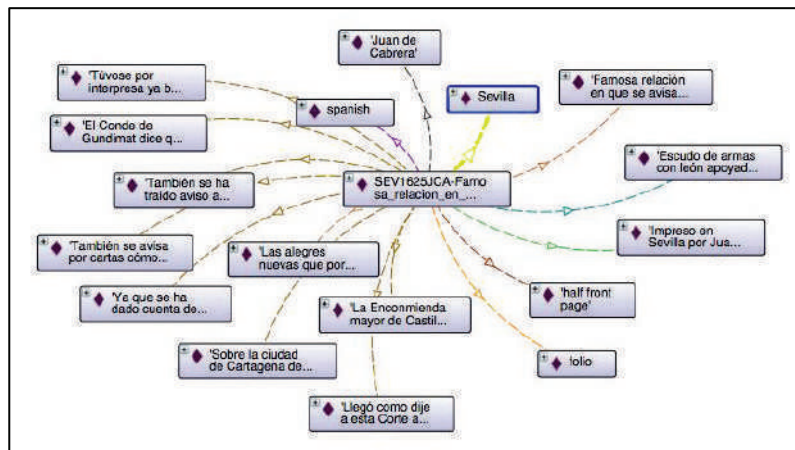 'Juan de
Cabrera'
'Túvose por
interpresa ya b...
Sevilla
'Famosa relación
en que se avisa...
spanish
'El Conde de
Gundimat dice q...
'Escudo de armas
con león apoyad...
'También se ha
traído aviso a...
SEV1625JCA-Famo
sa_relacion_en_...
'Impreso en
Sevilla por Jua...
'También se avisa
por cartas cómo...
'Las alegres
nuevas que por...
'Ya que se ha
dado cuenta de...
'half front
page'
'La Encomienda
mayor de Castil...
'Sobre la ciudad
de Cartagena de...
folio
'Llegó como dije
a esta Corte a...